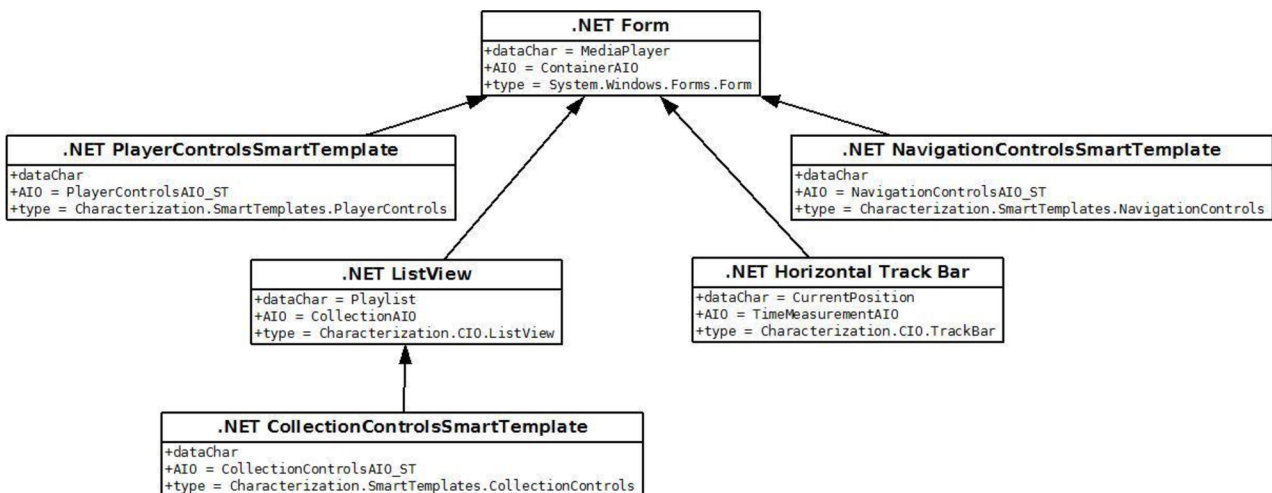 .NET Form
+dataChar = MediaPlayer
+AIO = ContainerAIO
+type = System.Windows.Forms.Form
.NET PlayerControlsSmartTemplate
+dataChar
+AIO = PlayerControlsAIO_ST
+type = Characterization.SmartTemplates.PlayerControls
.NET NavigationControlsSmartTemplate
+dataChar
+AIO = NavigationControlsAIO_ST
+type = Characterization.SmartTemplates.NavigationControls
.NET ListView
+dataChar = Playlist
+AIO = CollectionAIO
+type = Characterization.CIO.ListView
.NET Horizontal Track Bar
+dataChar = CurrentPosition
+AIO = TimeMeasurementAIO
+type = Characterization.CIO.TrackBar
.NET CollectionControlsSmartTemplate
+dataChar
+AIO = CollectionControlsAIO_ST
+type = Characterization.SmartTemplates.CollectionControls